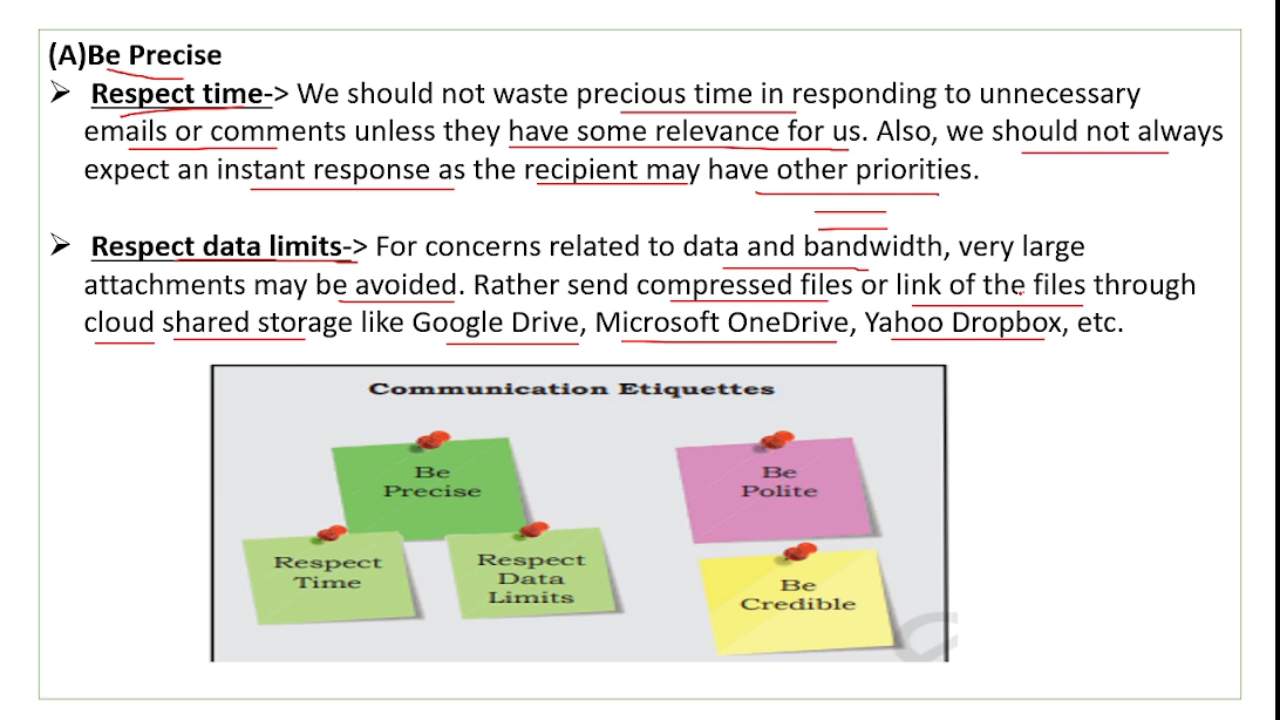 (A)Be Precise
➢ Respect time-> We should not waste precious time in responding to unnecessary
emails or comments unless they have some relevance for us. Also, we should not always
expect an instant response as the recipient may have other priorities.
➢ Respect data limits-> For concerns related to data and bandwidth, very large
attachments may be avoided. Rather send compressed files or link of the files through
cloud shared storage like Google Drive, Microsoft OneDrive, Yahoo Dropbox, etc.
Communication Etiquettes
Be
Precise
Respect
Time
Respect
Data
Limits
Be
Polite
Be
Credible